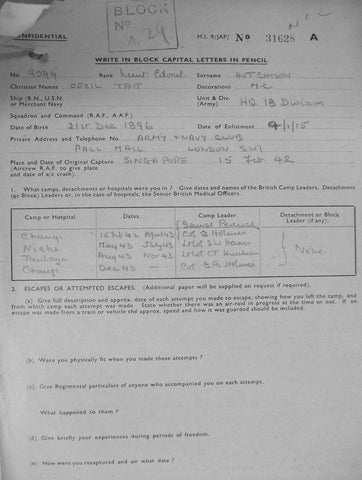 BLOCK
No
A. 29
CONFIDENTIAL
M.I. 9/JAP/ No 31628 A
WRITE IN BLOCK CAPITAL LETTERS IN PENCIL
No. 9099 Rank Lieut Colonel Surname HUTCHISON
Christian Names CECIL TAIT Decorations M.C
Ship (R.N., U.S.N. or Merchant Navy) Unit & Div: (Army) HQ 18 Division
Squadron and Command (R.A.F., A.A.F.)
Date of Birth 21st Dec 1896 Date of Enlistment /1/15
Private Address and Telephone No. ARMY + NAVY CLUB
PALL MALL LONDON SW1
Place and Date of Original Capture SINGAPORE 15 Feb. 42
(Aircrew R.A.F. to give place
and date of a/c crash).
1. What camps, detachments or hospitals were you in? Give dates and names of the British Camp Leaders, Detachment
(or Block) Leaders, or, in the case of hospitals, the Senior British Medical Officers.
Camp or Hospital. Dates. Camp Leader. Detachment or Block Leader (if any).
General Percival
Changi 15 Feb 42 April 43 Col Holmes
Nieke May 43 July 43 Lt Col S.W. Harris
Aug 43 Nov 43 Lt Col CT
Changi Dec 43 — Col E.B Holmes
None
2. ESCAPES OR ATTEMPTED ESCAPES. (Additional paper will be supplied on request if required).
(a) Give full description and approx. date of each attempt you made to escape, showing how you left the camp, and
from which camp each attempt was made. State whether there was an air-raid in progress at the time or not. If an
escape was made from a train or vehicle the approx. speed and how it was guarded should be included.
(b) Were you physically fit when you made these attempts ?
(c) Give Regimental particulars of anyone who accompanied you on each attempt.
What happened to them ?
(d) Give briefly your experiences during periods of freedom.
(e) How were you recaptured and on what date ?